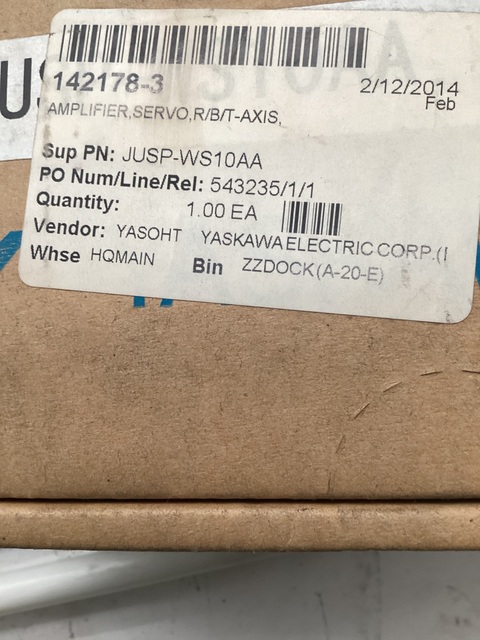 142178-3
2/12/2014
Feb
AMPLIFIER,SERVO,R/B/T-AXIS,
Sup PN: JUSP-WS10AA
PO Num/Line/Rel: 543235/1/1
Quantity: 1.00 EA
Vendor: YASOHT YASKAWA ELECTRIC CORP.(
Whse HQMAIN Bin ZZDOCK(A-20-E)